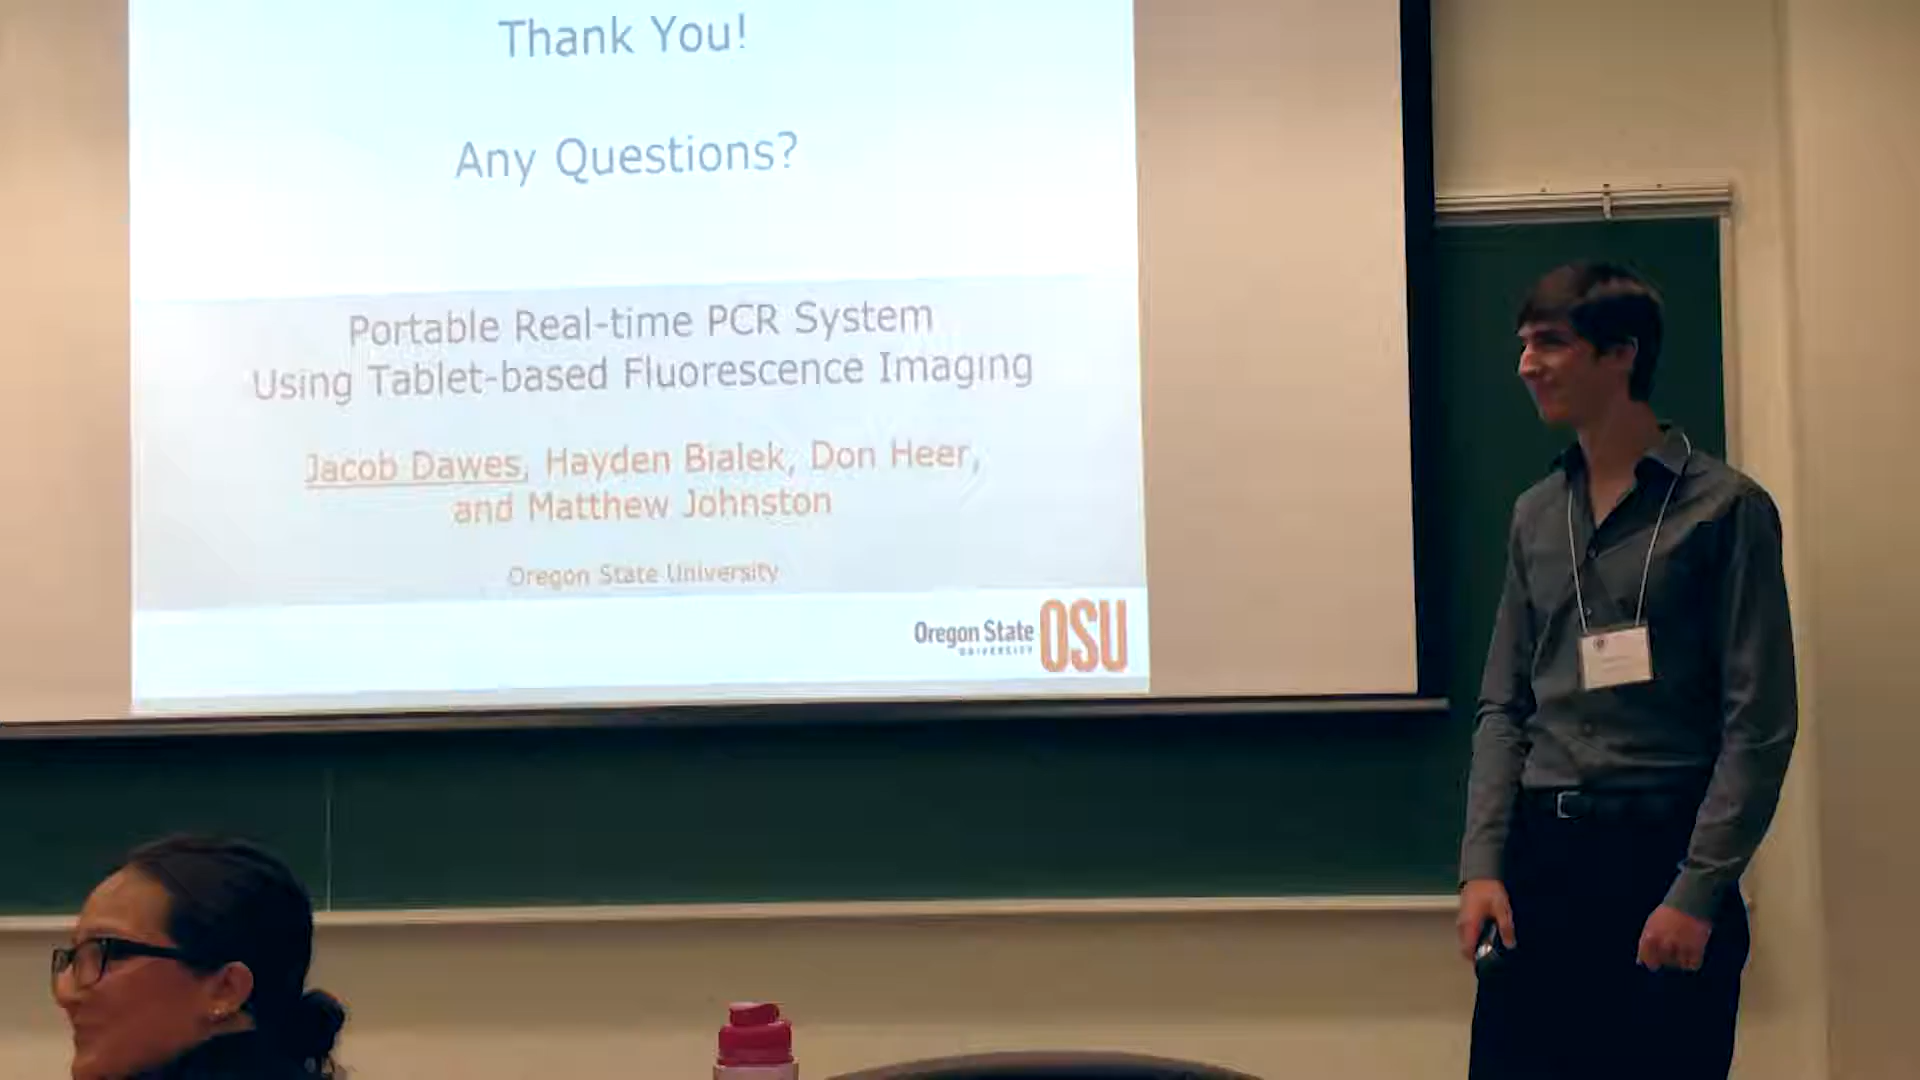 Thank You!
Any Questions?
Portable Real-time PCR System
Using Tablet-based Fluorescence Imaging
Jacob Dawes, Hayden Bialek, Don Heer,
and Matthew Johnston
Oregon State University
Oregon State
UNIVERSITY
OSU